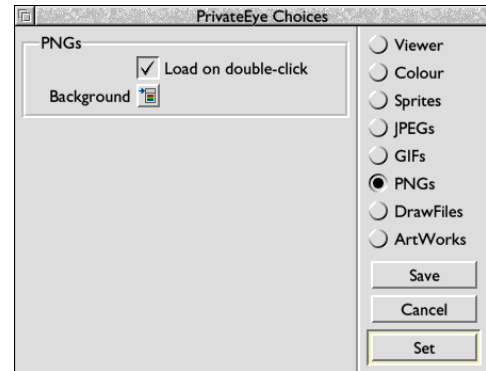 PrivateEye Choices
PNGs
Load on double-click
Background
Viewer
Colour
Sprites
JPEGs
GIFs
PNGs
DrawFiles
ArtWorks
Save
Cancel
Set